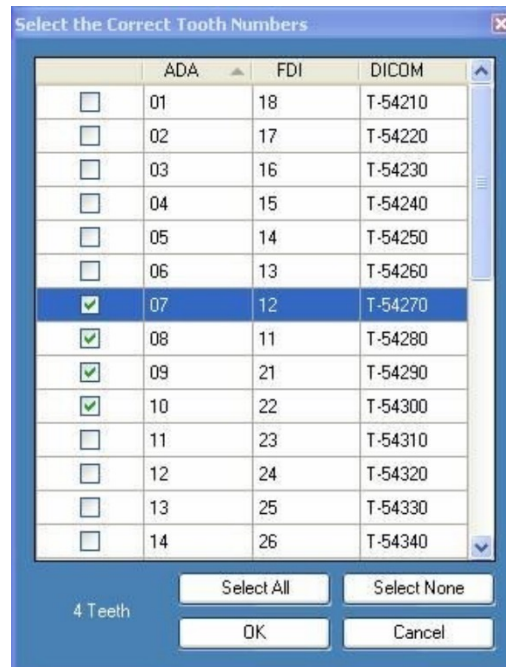 Select the Correct Tooth Numbers
ADA FDI DICOM
01 18 T-54210
02 17 T-54220
03 16 T-54230
04 15 T-54240
05 14 T-54250
06 13 T-54260
07 12 T-54270
08 11 T-54280
09 21 T-54290
10 22 T-54300
11 23 T-54310
12 24 T-54320
13 25 T-54330
14 26 T-54340
Select All Select None
4 Teeth
OK Cancel